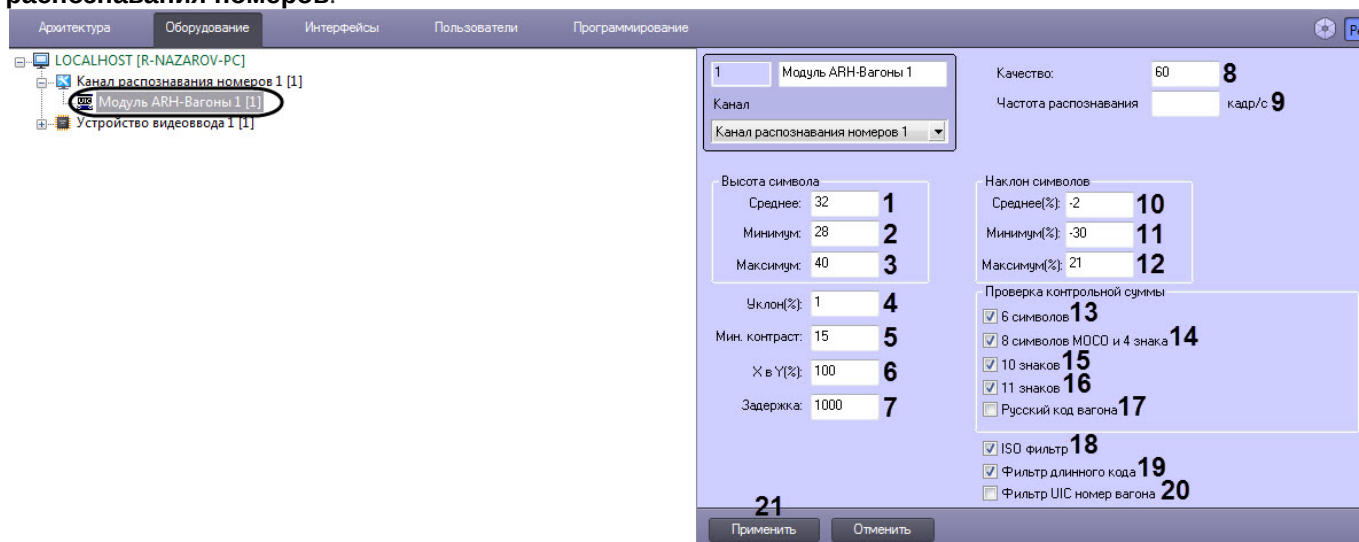 распознавания номеров.
Архитектура Оборудование Интерфейсы Пользователи Программирование
LOCALHOST [R-NAZAROV-PC]
Канал распознавания номеров 1 [1]
Модуль ARH-Вагоны 1 [1]
Устройство видеоввода 1 [1]
1 Модуль ARH-Вагоны 1
Канал
Канал распознавания номеров 1
Качество: 60 8
Частота распознавания кадр/с 9
Высота символа
Среднее: 32 1
Минимум: 28 2
Максимум: 40 3
Уклон(%): 1 4
Мин. контраст: 15 5
X в Y(%): 100 6
Задержка: 1000 7
Наклон символов
Среднее(%): -2 10
Минимум(%): -30 11
Максимум(%): 21 12
Проверка контрольной суммы
6 символов 13
8 символов МОСО и 4 знака 14
10 знаков 15
11 знаков 16
Русский код вагона 17
ISO фильтр 18
Фильтр длинного кода 19
Фильтр UIC номер вагона 20
21
Применить Отменить